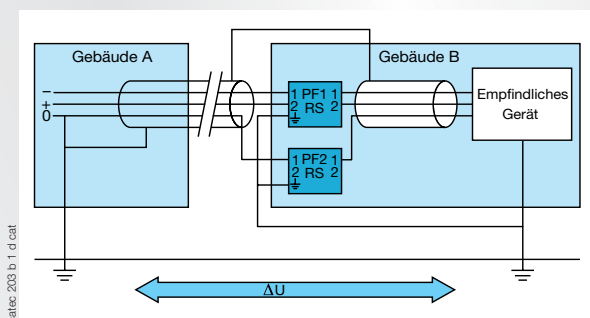 Gebäude A
Gebäude B
−
+
0
1 PF1 1
2 RS 2
1 PF2 1
2 RS 2
Empfindliches
Gerät
ΔU
atec 203 b 1 d cat